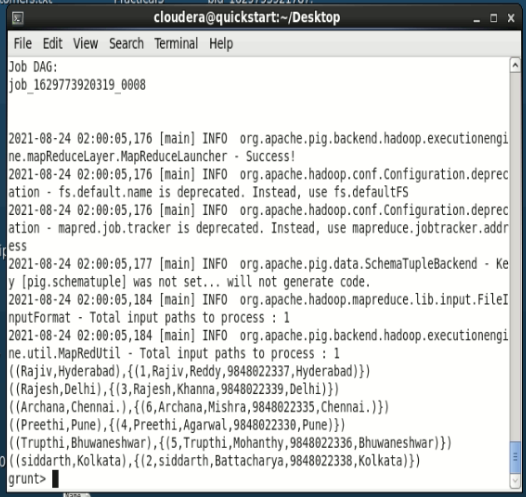 cloudera@quickstart:~/Desktop
File Edit View Search Terminal Help
Job DAG:
job_1629773920319_0008
2021-08-24 02:00:05,176 [main] INFO  org.apache.pig.backend.hadoop.executionengi
ne.mapReduceLayer.MapReduceLauncher - Success!
2021-08-24 02:00:05,176 [main] INFO  org.apache.hadoop.conf.Configuration.deprec
ation - fs.default.name is deprecated. Instead, use fs.defaultFS
2021-08-24 02:00:05,176 [main] INFO  org.apache.hadoop.conf.Configuration.deprec
ation - mapred.job.tracker is deprecated. Instead, use mapreduce.jobtracker.addr
ess
2021-08-24 02:00:05,177 [main] INFO  org.apache.pig.data.SchemaTupleBackend - Ke
y [pig.schematuple] was not set... will not generate code.
2021-08-24 02:00:05,184 [main] INFO  org.apache.hadoop.mapreduce.lib.input.FileI
nputFormat - Total input paths to process : 1
2021-08-24 02:00:05,184 [main] INFO  org.apache.pig.backend.hadoop.executionengi
ne.util.MapRedUtil - Total input paths to process : 1
((Rajiv,Hyderabad),{(1,Rajiv,Reddy,9848022337,Hyderabad)})
((Rajesh,Delhi),{(3,Rajesh,Khanna,9848022339,Delhi)})
((Archana,Chennai.),{(6,Archana,Mishra,9848022335,Chennai.)})
((Preethi,Pune),{(4,Preethi,Agarwal,9848022330,Pune)})
((Trupthi,Bhuwaneshwar),{(5,Trupthi,Mohanthy,9848022336,Bhuwaneshwar)})
((siddarth,Kolkata),{(2,siddarth,Battacharya,9848022338,Kolkata)})
grunt>